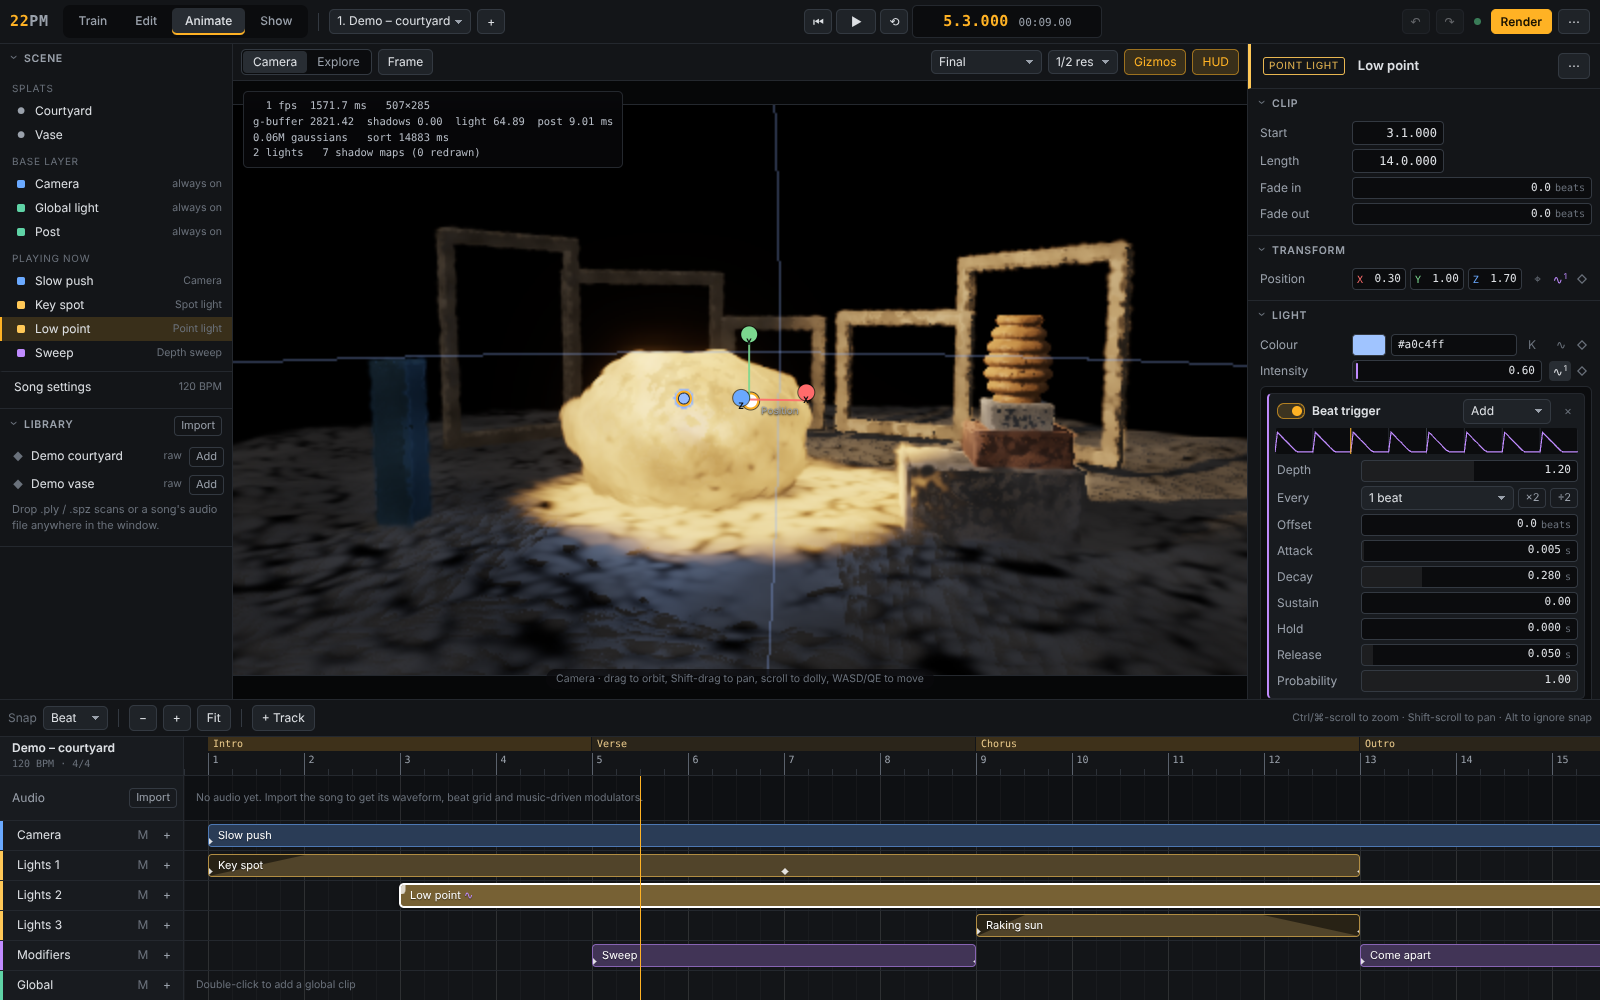 22PM
Train
Edit
Animate
Show
1. Demo – courtyard
+
5.3.000 00:09.00
Render
SCENE
SPLATS
Courtyard
Vase
BASE LAYER
Camera always on
Global light always on
Post always on
PLAYING NOW
Slow push Camera
Key spot Spot light
Low point Point light
Sweep Depth sweep
Song settings 120 BPM
LIBRARY Import
Demo courtyard raw Add
Demo vase raw Add
Drop .ply / .spz scans or a song's audio
file anywhere in the window.
Camera Explore Frame
Final 1/2 res Gizmos HUD
1 fps 1571.7 ms 507×285
g-buffer 2821.42 shadows 0.00 light 64.89 post 9.01 ms
0.06M gaussians sort 14883 ms
2 lights 7 shadow maps (0 redrawn)
Y
Z
X
Position
Camera · drag to orbit, Shift-drag to pan, scroll to dolly, WASD/QE to move
POINT LIGHT Low point
CLIP
Start 3.1.000
Length 14.0.000
Fade in 0.0 beats
Fade out 0.0 beats
TRANSFORM
Position X 0.30 Y 1.00 Z 1.70 1
LIGHT
Colour #a0c4ff K
Intensity 0.60 1
Beat trigger Add ×
Depth 1.20
Every 1 beat ×2 ÷2
Offset 0.0 beats
Attack 0.005 s
Decay 0.280 s
Sustain 0.00
Hold 0.000 s
Release 0.050 s
Probability 1.00
Snap Beat − + Fit + Track
Ctrl/⌘-scroll to zoom · Shift-scroll to pan · Alt to ignore snap
Demo – courtyard
120 BPM · 4/4
Intro Verse Chorus Outro
1 2 3 4 5 6 7 8 9 10 11 12 13 14 15
Audio Import No audio yet. Import the song to get its waveform, beat grid and music-driven modulators.
Camera M + Slow push
Lights 1 M + Key spot
Lights 2 M + Low point
Lights 3 M + Raking sun
Modifiers M + Sweep Come apart
Global M + Double-click to add a global clip